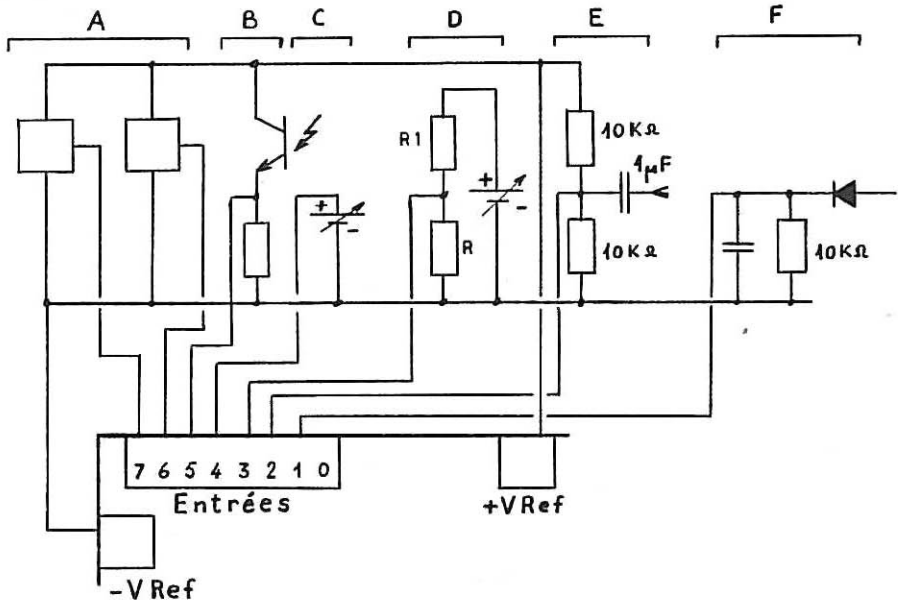 A B C D E F
10KΩ
1µF
R1
+ -
+ -
R
10KΩ
10KΩ
7 6 5 4 3 2 1 0
Entrées
+VRef
-VRef